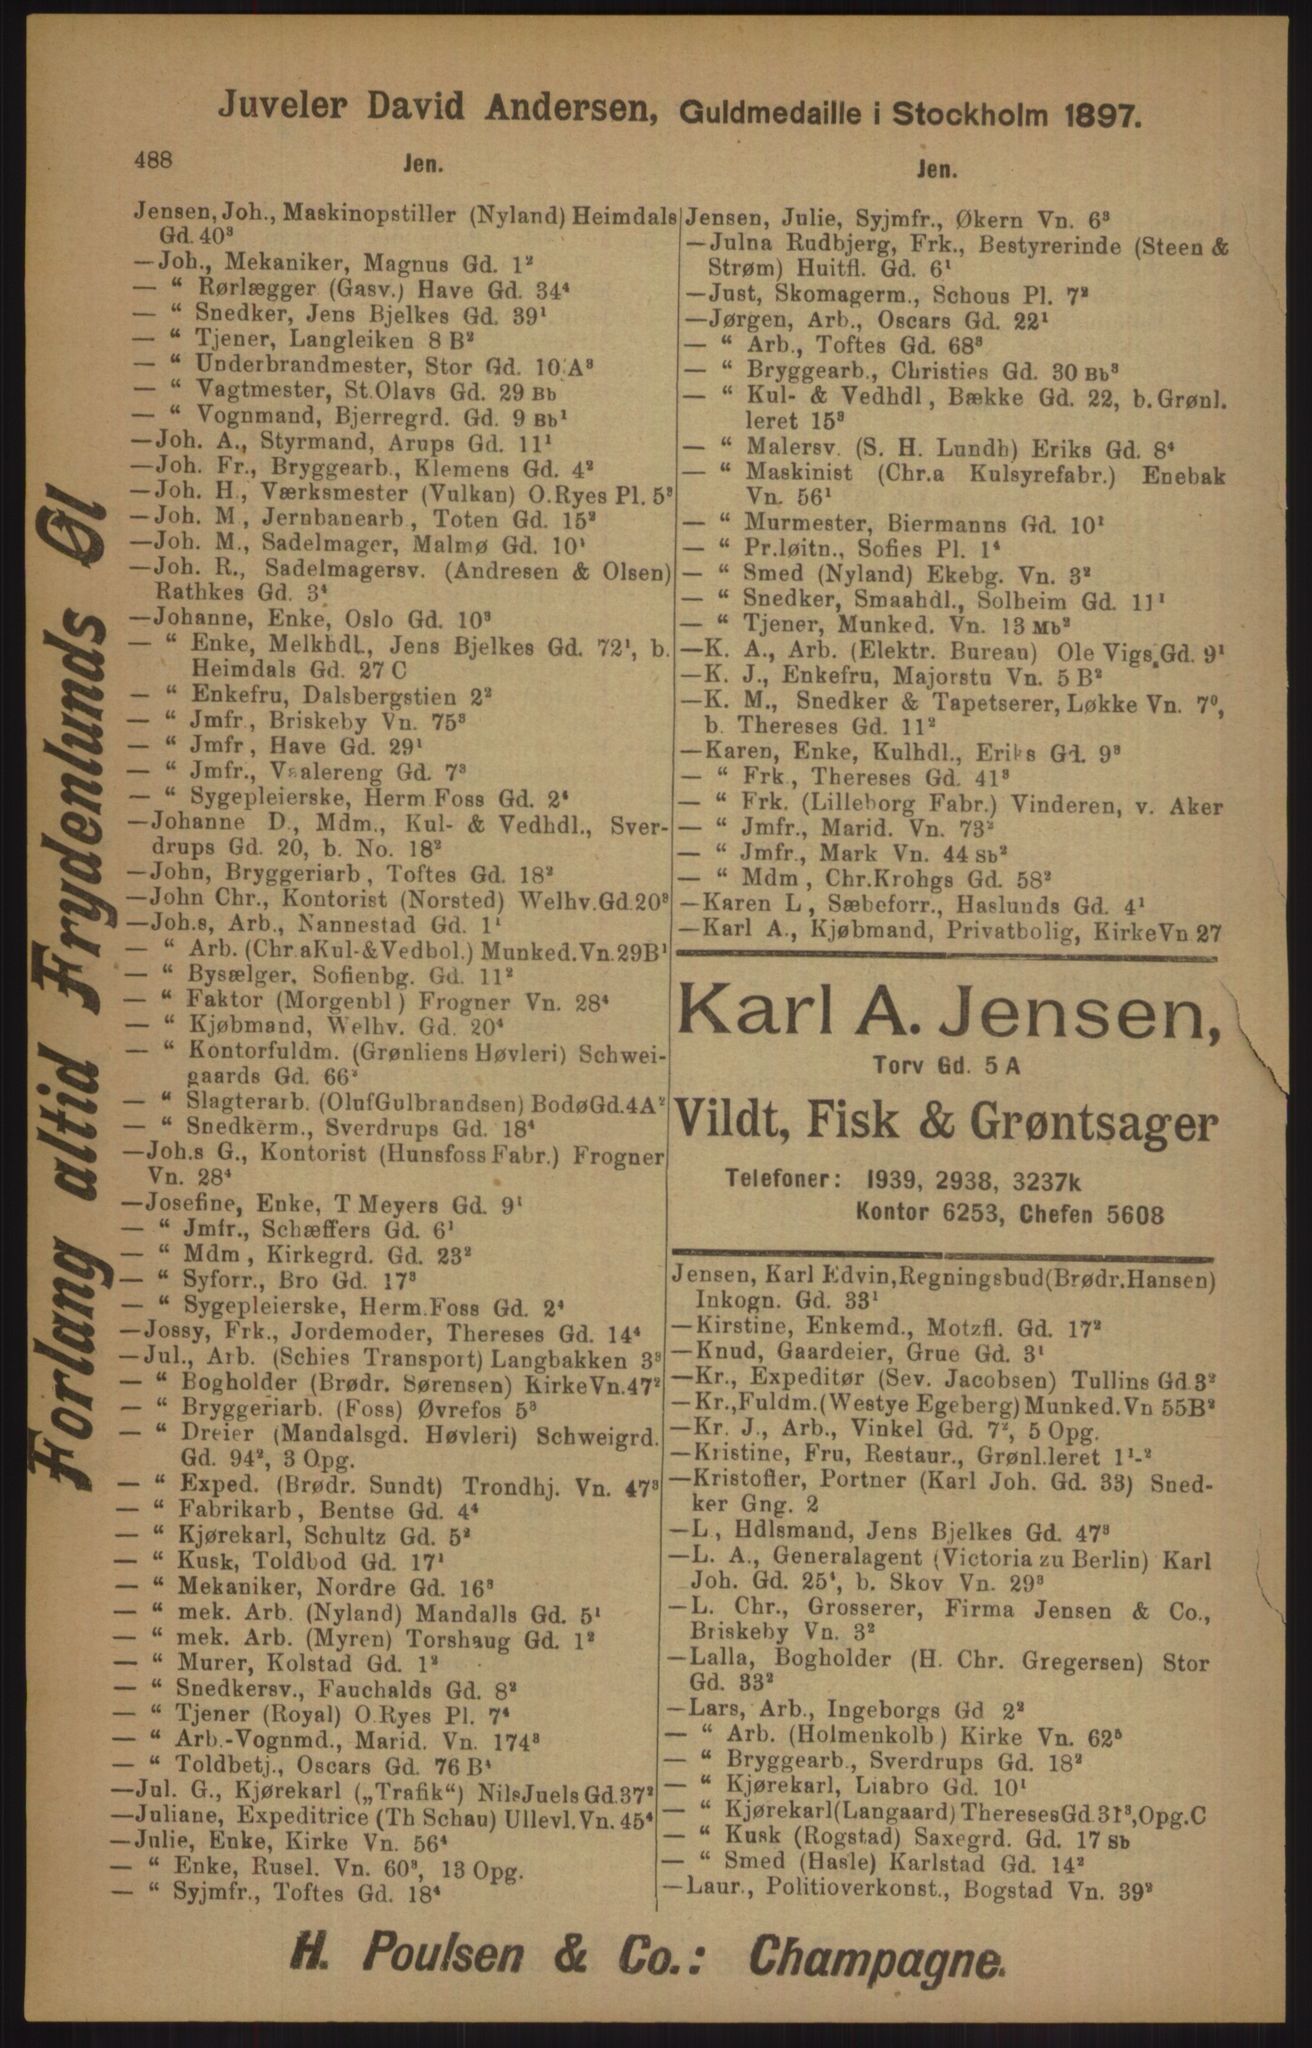 Juveler David Andersen, Guldmedaille i Stockholm 1897.
488 Jen.
Jensen, Joh., Maskinopstiller (Nyland) Heimdals
Gd. 40³
—Joh., Mekaniker, Magnus Gd. 1²
— “ Rørlægger (Gasv.) Have Gd. 34⁴
— “ Snedker, Jens Bjelkes Gd. 39¹
— “ Tjener, Langleiken 8 B²
— “ Underbrandmester, Stor Gd. 10 A³
— “ Vagtmester, St. Olavs Gd. 29 Bb
— “ Vognmand, Bjerregrd. Gd. 9 Bb¹
—Joh. A., Styrmand, Arups Gd. 11¹
—Joh. Fr., Bryggearb., Klemens Gd. 4²
—Joh. H., Værksmester (Vulkan) O. Ryes Pl. 5³
—Joh. M , Jernbanearb , Toten Gd. 15²
—Joh. M., Sadelmager, Malmø Gd. 10¹
—Joh. R., Sadelmagersv. (Andresen & Olsen)
Rathkes Gd. 3⁴
—Johanne, Enke, Oslo Gd. 10³
— “ Enke, Melkhdl., Jens Bjelkes Gd. 72¹, b.
Heimdals Gd. 27 C
— “ Enkefru, Dalsbergstien 2²
— “ Jmfr., Briskeby Vn. 75³
— “ Jmfr , Have Gd. 29¹
— “ Jmfr., Vaalereng Gd. 7³
— “ Sygepleierske, Herm Foss Gd. 2⁴
—Johanne D., Mdm., Kul- & Vedhdl., Sver-
drups Gd. 20, b. No. 18²
—John, Bryggeriarb , Toftes Gd. 18²
—John Chr., Kontorist (Norsted) Welhv. Gd. 20³
—Joh.s, Arb., Nannestad Gd. 1¹
— “ Arb. (Chr.a Kul- & Vedbol.) Munked. Vn. 29B¹
— “ Bysælger, Sofienbg. Gd. 11²
— “ Faktor (Morgenbl ) Frogner Vn. 28⁴
— “ Kjøbmand, Welhv. Gd. 20⁴
— “ Kontorfuldm. (Grønliens Høvleri) Schwei-
gaards Gd. 66²
— “ Slagterarb. (Oluf Gulbrandsen) Bodø Gd. 4A²
— “ Snedkerm., Sverdrups Gd. 18⁴
—Joh.s G., Kontorist (Hunsfoss Fabr.) Frogner
Vn. 28⁴
—Josefine, Enke, T Meyers Gd. 9¹
— “ Jmfr., Schæffers Gd. 6¹
— “ Mdm , Kirkegrd. Gd. 23²
— “ Syforr., Bro Gd. 17³
— “ Sygepleierske, Herm. Foss Gd. 2⁴
—Jossy, Frk., Jordemoder, Thereses Gd. 14⁴
—Jul., Arb. (Schies Transport) Langbakken 3³
— “ Bogholder (Brødr. Sørensen) Kirke Vn. 47²
— “ Bryggeriarb. (Foss) Øvrefos 5³
— “ Dreier (Mandalsgd. Høvleri) Schweigrd.
Gd. 94², 3 Opg.
— “ Exped. (Brødr. Sundt) Trondhj. Vn. 47³
— “ Fabrikarb , Bentse Gd. 4⁴
— “ Kjørekarl, Schultz Gd. 5²
— “ Kusk, Toldbod Gd. 17¹
— “ Mekaniker, Nordre Gd. 16³
— “ mek. Arb. (Nyland) Mandalls Gd. 5¹
— “ mek. Arb. (Myren) Torshaug Gd. 1²
— “ Murer, Kolstad Gd. 1²
— “ Snedkersv., Fauchalds Gd. 8²
— “ Tjener (Royal) O. Ryes Pl. 7⁴
— “ Arb.-Vognmd., Marid. Vn. 174³
— “ Toldbetj., Oscars Gd. 76 B⁴
—Jul. G., Kjørekarl („Trafik“) Nils Juels Gd. 37²
—Juliane, Expeditrice (Th Schau) Ullevl. Vn. 45⁴
—Julie, Enke, Kirke Vn. 56⁴
— “ Enke, Rusel. Vn. 60³, 13 Opg.
— “ Syjmfr., Toftes Gd. 18⁴
Jen.
Jensen, Julie, Syjmfr., Økern Vn. 6³
—Julna Rudbjerg, Frk., Bestyrerinde (Steen &
Strøm) Huitfl. Gd. 6¹
—Just, Skomagerm., Schous Pl. 7²
—Jørgen, Arb., Oscars Gd. 22¹
— “ Arb., Toftes Gd. 68³
— “ Bryggearb., Christies Gd. 30 Bb³
— “ Kul- & Vedhdl , Bække Gd. 22, b. Grønl.
leret 15³
— “ Malersv. (S. H. Lundh) Eriks Gd. 8⁴
— “ Maskinist (Chr.a Kulsyrefabr.) Enebak
Vn. 56¹
— “ Murmester, Biermanns Gd. 10¹
— “ Pr.løitn., Sofies Pl. 1⁴
— “ Smed (Nyland) Ekebg. Vn. 3²
— “ Snedker, Smaahdl., Solheim Gd. 11¹
— “ Tjener, Munked. Vn. 13 Mb²
—K. A., Arb. (Elektr. Bureau) Ole Vigs Gd. 9¹
—K. J., Enkefru, Majorstu Vn. 5 B²
—K. M., Snedker & Tapetserer, Løkke Vn. 7⁰,
b. Thereses Gd. 11²
—Karen, Enke, Kulhdl., Eriks Gd. 9³
— “ Frk , Thereses Gd. 41³
— “ Frk. (Lilleborg Fabr.) Vinderen, v. Aker
— “ Jmfr., Marid. Vn. 73²
— “ Jmfr., Mark Vn. 44 Sb²
— “ Mdm , Chr. Krohgs Gd. 58²
—Karen L , Sæbeforr., Haslunds Gd. 4¹
—Karl A., Kjøbmand, Privatbolig, Kirke Vn 27
Karl A. Jensen,
Torv Gd. 5 A
Vildt, Fisk & Grøntsager
Telefoner: 1939, 2938, 3237k
Kontor 6253, Chefen 5608
Jensen, Karl Edvin, Regningsbud (Brødr. Hansen)
Inkogn. Gd. 33¹
—Kirstine, Enkemd., Motzfl. Gd. 17²
—Knud, Gaardeier, Grue Gd. 3¹
—Kr., Expeditør (Sev. Jacobsen) Tullins Gd. 3²
—Kr., Fuldm. (Westye Egeberg) Munked. Vn 55B²
—Kr. J., Arb., Vinkel Gd. 7², 5 Opg.
—Kristine, Fru, Restaur., Grønl.leret 1¹-²
—Kristofler, Portner (Karl Joh. Gd. 33) Sned-
ker Gng. 2
—L , Hdlsmand, Jens Bjelkes Gd. 47³
—L. A., Generalagent (Victoria zu Berlin) Karl
Joh. Gd. 25⁴, b. Skov Vn. 29³
—L. Chr., Grosserer, Firma Jensen & Co.,
Briskeby Vn. 3²
—Lalla, Bogholder (H. Chr. Gregersen) Stor
Gd. 33²
—Lars, Arb., Ingeborgs Gd 2²
— “ Arb. (Holmenkolb ) Kirke Vn. 62⁵
— “ Bryggearb., Sverdrups Gd. 18²
— “ Kjørekarl, Liabro Gd. 10¹
— “ Kjørekarl (Langaard) Thereses Gd. 31³, Opg. C
— “ Kusk (Rogstad) Saxegrd. Gd. 17 Sb
— “ Smed (Hasle) Karlstad Gd. 14²
—Laur., Politioverkonst., Bogstad Vn. 39²
Forlang altid Frydenlunds Øl
H. Poulsen & Co.: Champagne.